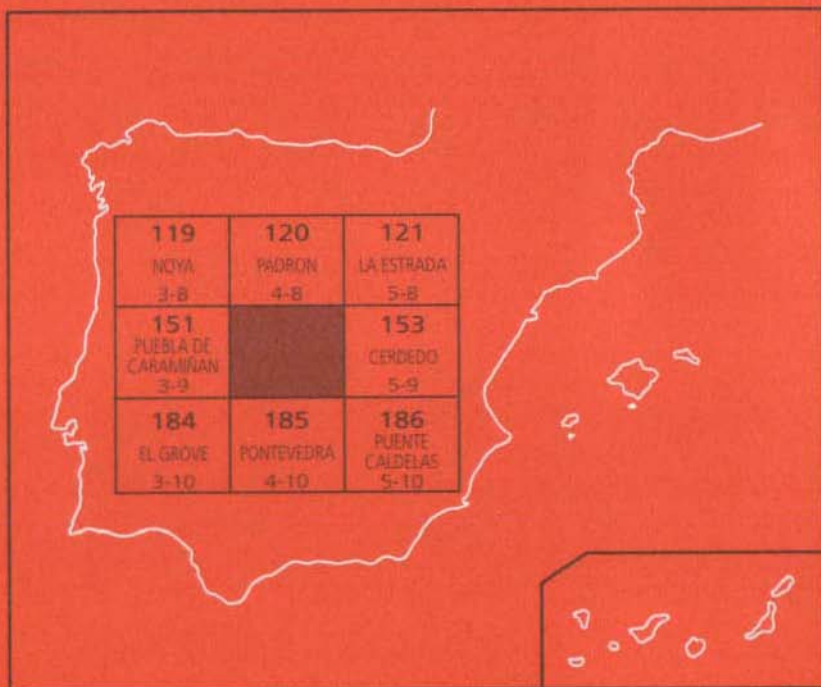 119
NOYA
3-8
120
PADRON
4-8
121
LA ESTRADA
5-8
151
PUEBLA DE
CARAMIÑAN
3-9
153
CERDEDO
5-9
184
EL GROVE
3-10
185
PONTEVEDRA
4-10
186
PUENTE
CALDELAS
5-10